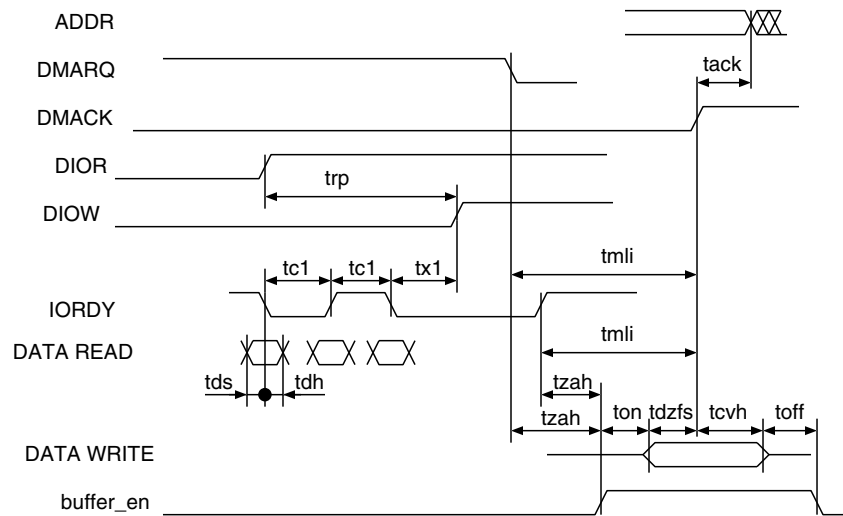 ADDR
DMARQ
tack
DMACK
DIOR
trp
DIOW
tmli
tc1 tc1 tx1
IORDY
tmli
DATA READ
tzah
tds tdh
tzah ton tdzfs tcvh toff
DATA WRITE
buffer_en